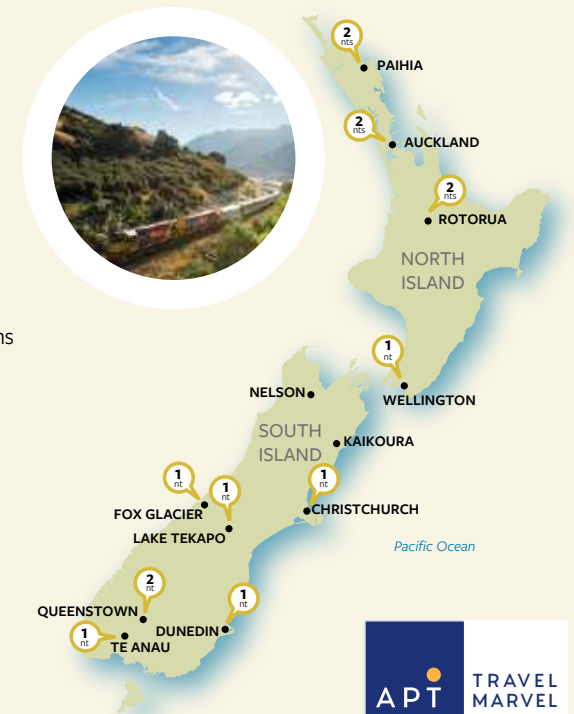 2
nts
PAIHIA
2
nts
AUCKLAND
2
nts
ROTORUA
NORTH
ISLAND
ns
1
nt
WELLINGTON
NELSON
SOUTH
ISLAND
KAIKOURA
1
nt
FOX GLACIER
1
nt
LAKE TEKAPO
1
nt
CHRISTCHURCH
Pacific Ocean
2
nt
QUEENSTOWN
1
nt
TE ANAU
1
nt
DUNEDIN
APT
TRAVEL
MARVEL